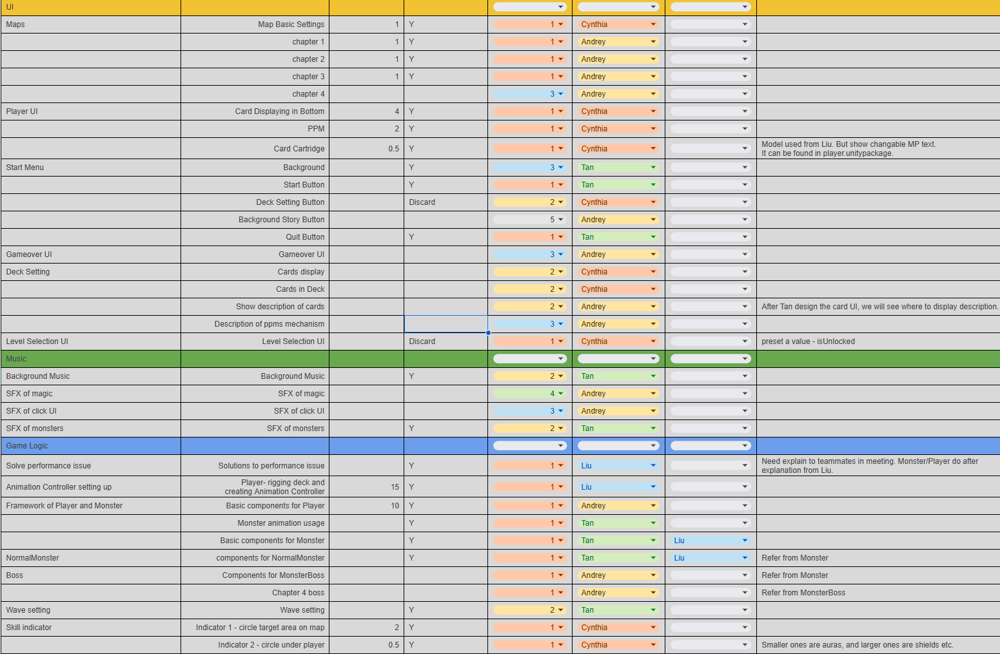 UI
Maps Map Basic Settings 1 Y 1 Cynthia
chapter 1 1 Y 1 Andrey
chapter 2 1 Y 1 Andrey
chapter 3 1 Y 1 Andrey
chapter 4 3 Andrey
Player UI Card Displaying in Bottom 4 Y 1 Cynthia
PPM 2 Y 1 Cynthia
Card Cartridge 0.5 Y 1 Cynthia Model used from Liu. But show changable MP text.
It can be found in player.unitypackage.
Start Menu Background Y 3 Tan
Start Button Y 1 Tan
Deck Setting Button Discard 2 Cynthia
Background Story Button 5 Andrey
Quit Button Y 1 Tan
Gameover UI Gameover UI 3 Andrey
Deck Setting Cards display 2 Cynthia
Cards in Deck 2 Cynthia
Show description of cards 2 Andrey After Tan design the card UI, we will see where to display description.
Description of ppms mechanism 3 Andrey
Level Selection UI Level Selection UI Discard 1 Cynthia preset a value - isUnlocked
Music
Background Music Background Music Y 2 Tan
SFX of magic SFX of magic 4 Andrey
SFX of click UI SFX of click UI 3 Andrey
SFX of monsters SFX of monsters Y 2 Tan
Game Logic
Solve performance issue Solutions to performance issue Y 1 Liu Need explain to teammates in meeting. Monster/Player do after
explanation from Liu.
Animation Controller setting up Player- rigging deck and
creating Animation Controller 15 Y 1 Liu
Framework of Player and Monster Basic components for Player 10 Y 1 Andrey
Monster animation usage Y 1 Tan
Basic components for Monster Y 1 Tan Liu
NormalMonster components for NormalMonster Y 1 Tan Liu Refer from Monster
Boss Components for MonsterBoss 1 Andrey Refer from Monster
Chapter 4 boss 1 Andrey Refer from MonsterBoss
Wave setting Wave setting Y 2 Tan
Skill indicator Indicator 1 - circle target area on map 2 Y 1 Cynthia
Indicator 2 - circle under player 0.5 Y 1 Cynthia Smaller ones are auras, and larger ones are shields etc.